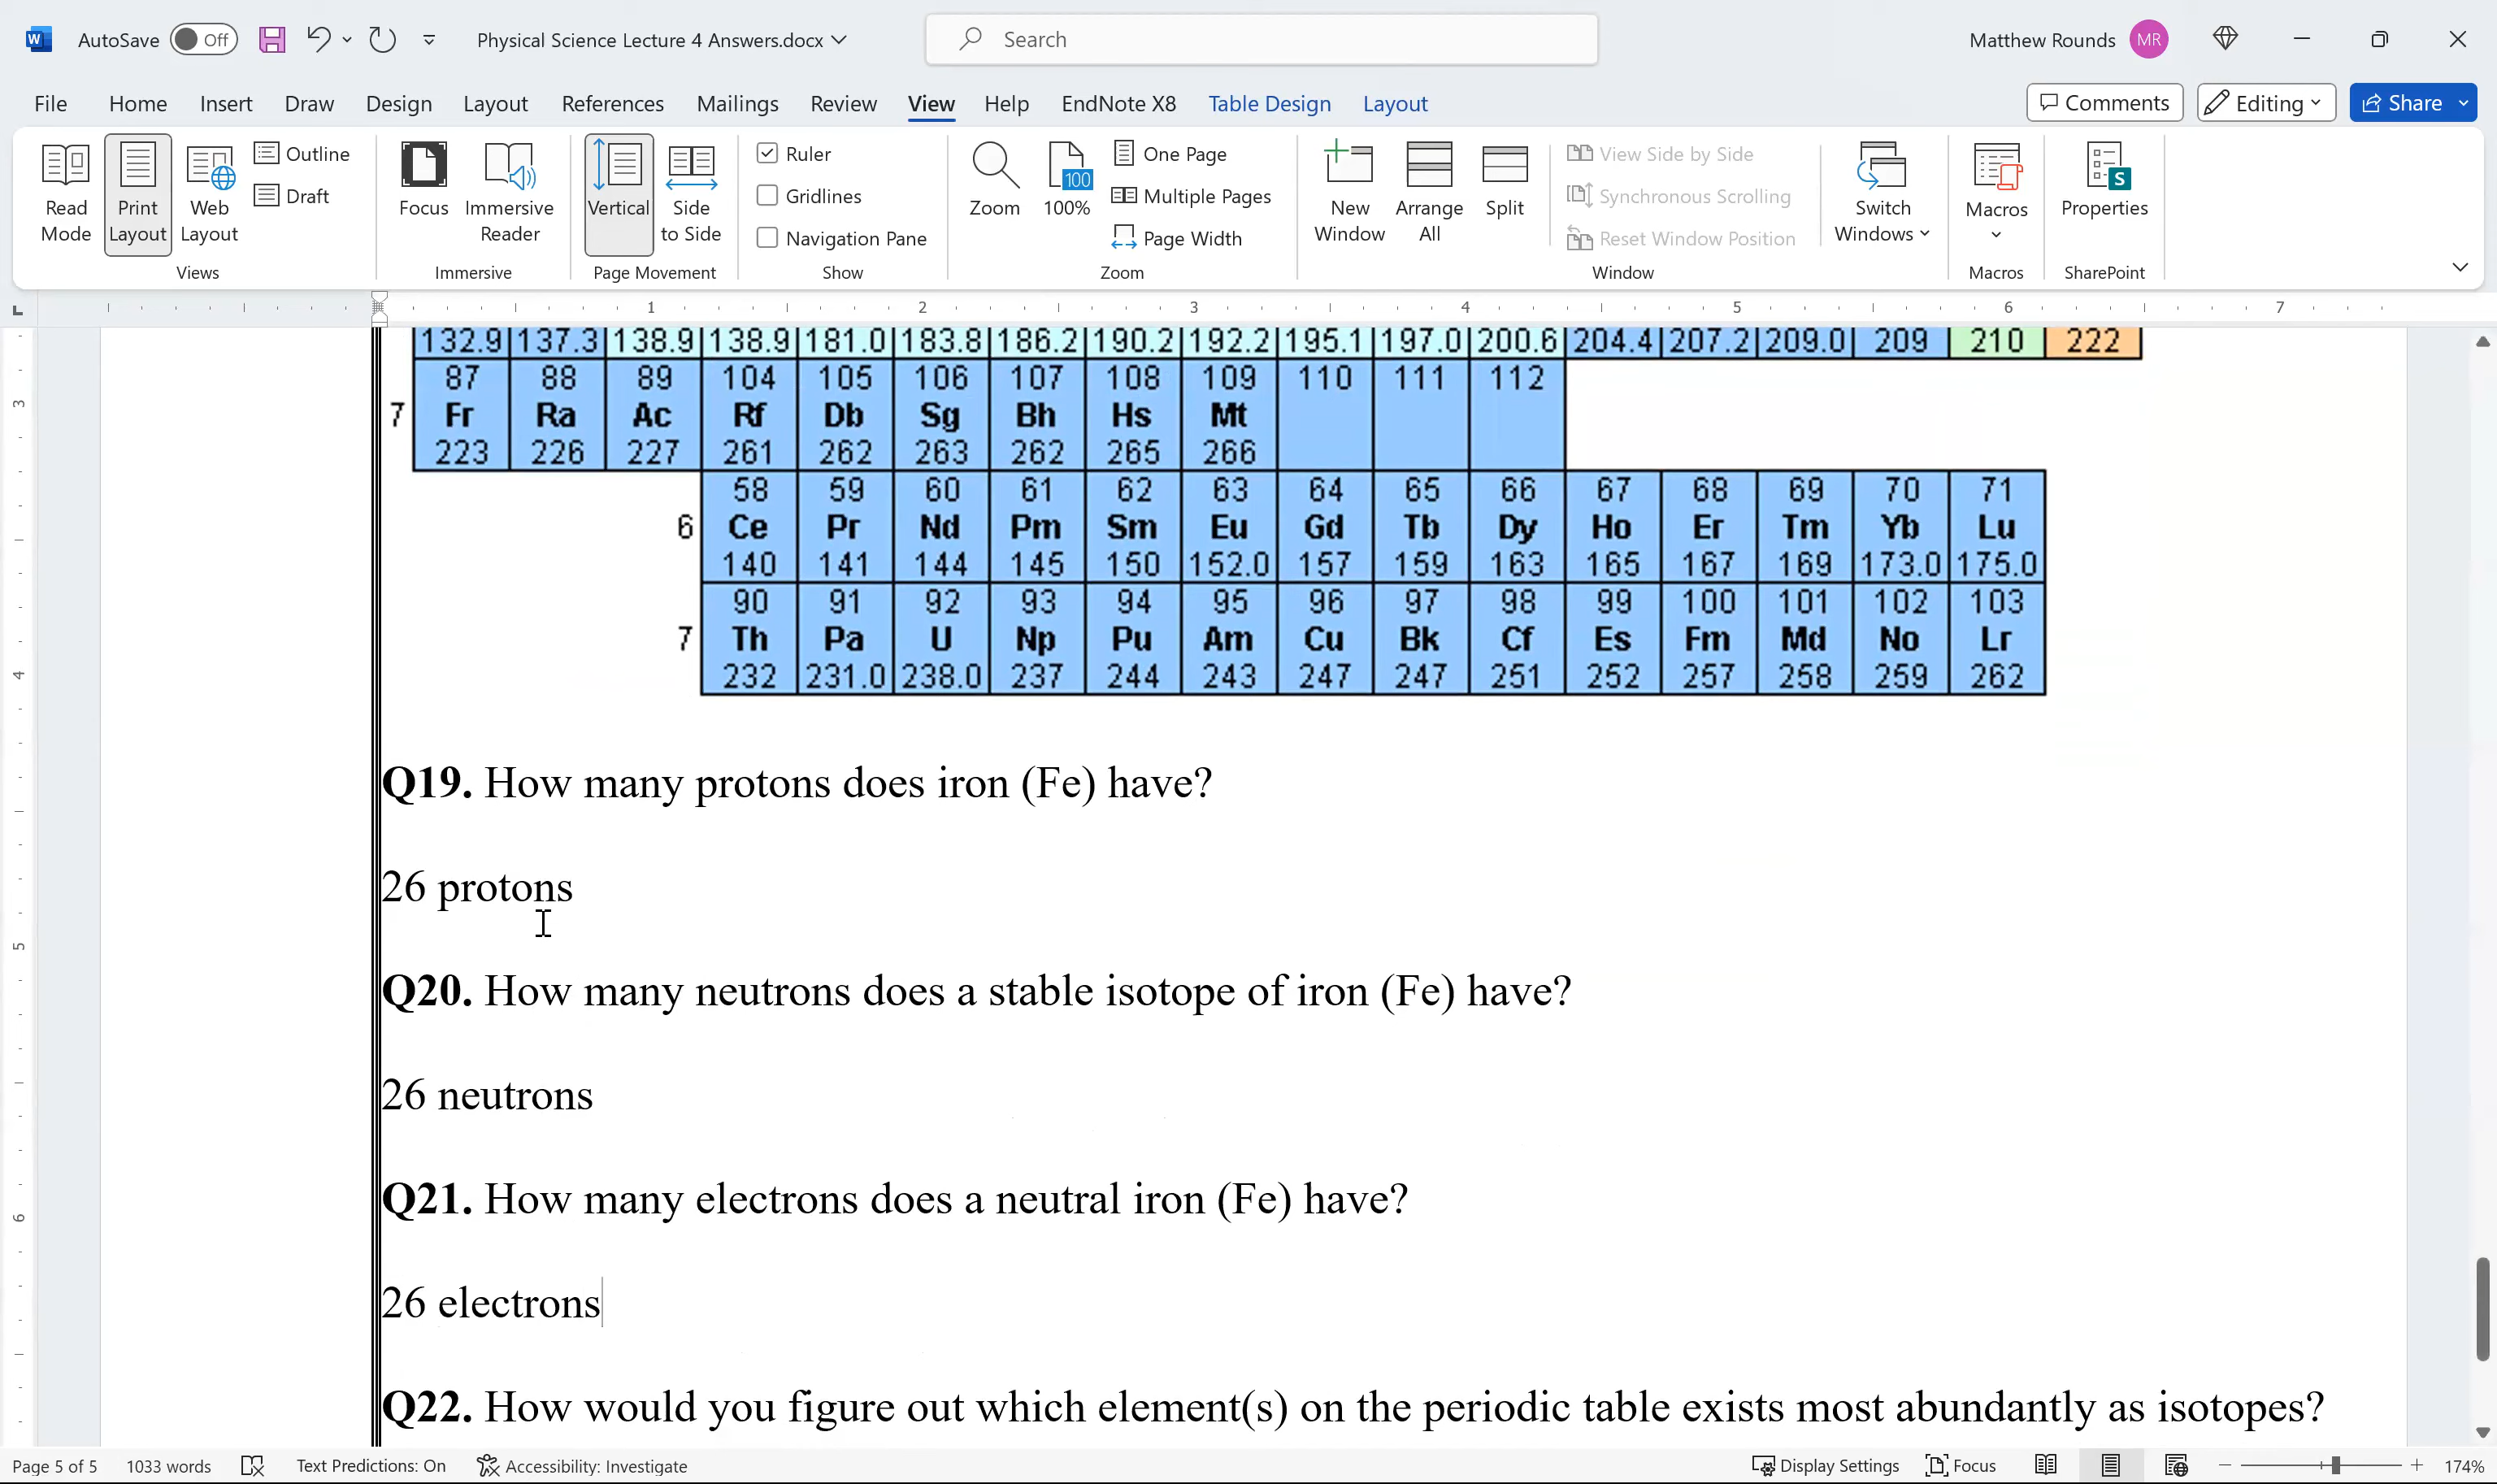 AutoSave Off Physical Science Lecture 4 Answers.docx Search Matthew Rounds MR
File Home Insert Draw Design Layout References Mailings Review View Help EndNote X8 Table Design Layout Comments Editing Share
Read Mode Print Layout Web Layout Outline Draft Focus Immersive Reader Vertical Side to Side Ruler Gridlines Navigation Pane Zoom 100 100% One Page Multiple Pages Page Width New Window Arrange All Split View Side by Side Synchronous Scrolling Reset Window Position Switch Windows Macros S Properties
Views Immersive Page Movement Show Zoom Window Macros SharePoint
1 2 3 4 5 6 7
132.9 137.3 138.9 138.9 181.0 183.8 186.2 190.2 192.2 195.1 197.0 200.6 204.4 207.2 209.0 209 210 222
87 88 89 104 105 106 107 108 109 110 111 112
7 Fr Ra Ac Rf Db Sg Bh Hs Mt
223 226 227 261 262 263 262 265 266
58 59 60 61 62 63 64 65 66 67 68 69 70 71
6 Ce Pr Nd Pm Sm Eu Gd Tb Dy Ho Er Tm Yb Lu
140 141 144 145 150 152.0 157 159 163 165 167 169 173.0 175.0
90 91 92 93 94 95 96 97 98 99 100 101 102 103
7 Th Pa U Np Pu Am Cu Bk Cf Es Fm Md No Lr
232 231.0 238.0 237 244 243 247 247 251 252 257 258 259 262
Q19. How many protons does iron (Fe) have?
26 protons
Q20. How many neutrons does a stable isotope of iron (Fe) have?
26 neutrons
Q21. How many electrons does a neutral iron (Fe) have?
26 electrons
Q22. How would you figure out which element(s) on the periodic table exists most abundantly as isotopes?
3
4
5
6
Page 5 of 5 1033 words Text Predictions: On Accessibility: Investigate Display Settings Focus 174%